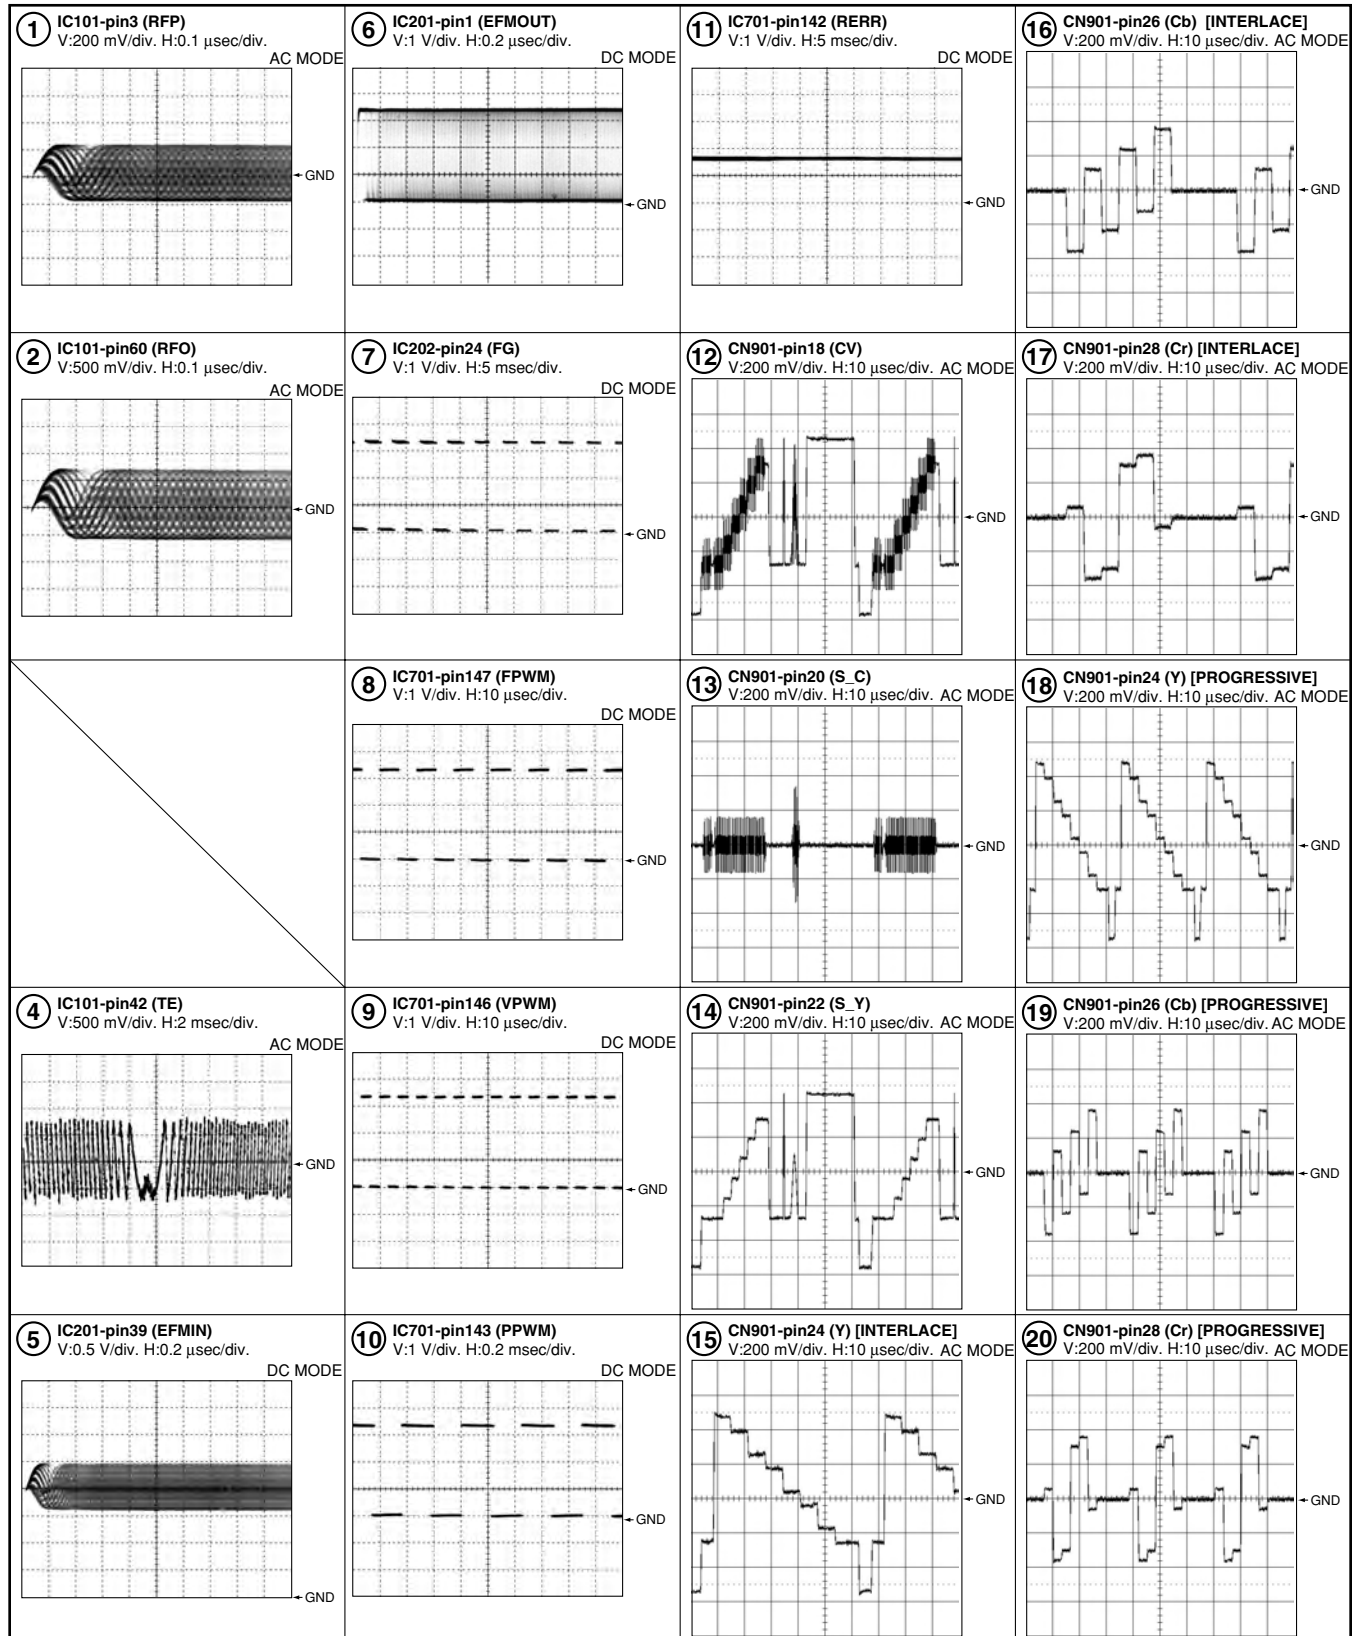 1 IC101-pin3 (RFP)
V:200 mV/div. H:0.1 µsec/div.
AC MODE
GND
2 IC101-pin60 (RFO)
V:500 mV/div. H:0.1 µsec/div.
AC MODE
GND
4 IC101-pin42 (TE)
V:500 mV/div. H:2 msec/div.
AC MODE
GND
5 IC201-pin39 (EFMIN)
V:0.5 V/div. H:0.2 µsec/div.
DC MODE
GND
6 IC201-pin1 (EFMOUT)
V:1 V/div. H:0.2 µsec/div.
DC MODE
GND
7 IC202-pin24 (FG)
V:1 V/div. H:5 msec/div.
DC MODE
GND
8 IC701-pin147 (FPWM)
V:1 V/div. H:10 µsec/div.
DC MODE
GND
9 IC701-pin146 (VPWM)
V:1 V/div. H:10 µsec/div.
DC MODE
GND
10 IC701-pin143 (PPWM)
V:1 V/div. H:0.2 msec/div.
DC MODE
GND
11 IC701-pin142 (RERR)
V:1 V/div. H:5 msec/div.
DC MODE
GND
12 CN901-pin18 (CV)
V:200 mV/div. H:10 µsec/div. AC MODE
GND
13 CN901-pin20 (S_C)
V:200 mV/div. H:10 µsec/div. AC MODE
GND
14 CN901-pin22 (S_Y)
V:200 mV/div. H:10 µsec/div. AC MODE
GND
15 CN901-pin24 (Y) [INTERLACE]
V:200 mV/div. H:10 µsec/div. AC MODE
GND
16 CN901-pin26 (Cb) [INTERLACE]
V:200 mV/div. H:10 µsec/div. AC MODE
GND
17 CN901-pin28 (Cr) [INTERLACE]
V:200 mV/div. H:10 µsec/div. AC MODE
GND
18 CN901-pin24 (Y) [PROGRESSIVE]
V:200 mV/div. H:10 µsec/div. AC MODE
GND
19 CN901-pin26 (Cb) [PROGRESSIVE]
V:200 mV/div. H:10 µsec/div. AC MODE
GND
20 CN901-pin28 (Cr) [PROGRESSIVE]
V:200 mV/div. H:10 µsec/div. AC MODE
GND